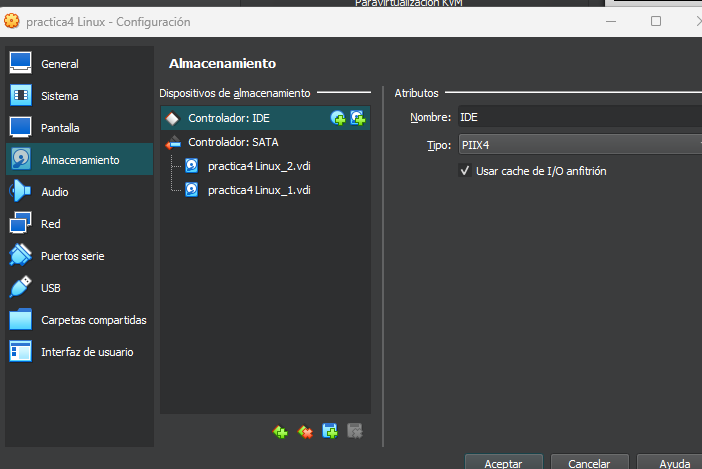 Paravirtualización KVM
practica4 Linux - Configuración
General
Sistema
Pantalla
Almacenamiento
Audio
Red
Puertos serie
USB
Carpetas compartidas
Interfaz de usuario
Almacenamiento
Dispositivos de almacenamiento
Controlador: IDE
Controlador: SATA
practica4 Linux_2.vdi
practica4 Linux_1.vdi
Atributos
Nombre: IDE
Tipo: PIIX4
Usar cache de I/O anfitrión
Aceptar
Cancelar
Ayuda